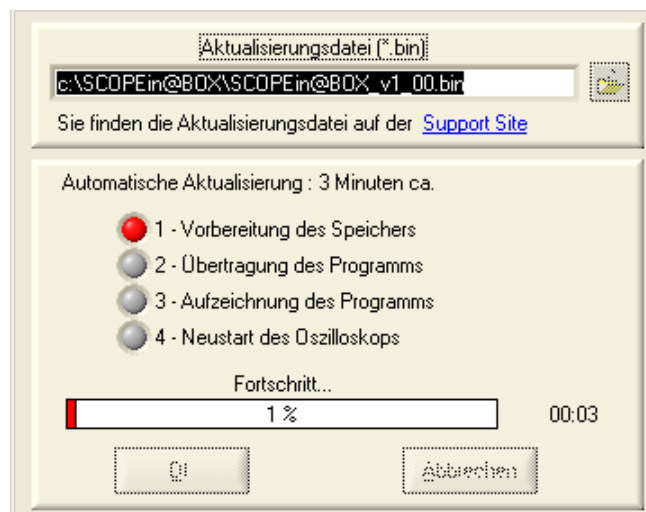 Aktualisierungsdatei (*.bin)
c:\SCOPEin@BOX\SCOPEin@BOX_v1_00.bin
Sie finden die Aktualisierungsdatei auf der Support Site
Automatische Aktualisierung : 3 Minuten ca.
1 - Vorbereitung des Speichers
2 - Übertragung des Programms
3 - Aufzeichnung des Programms
4 - Neustart des Oszilloskops
Fortschritt...
1 % 00:03
Abbrechen